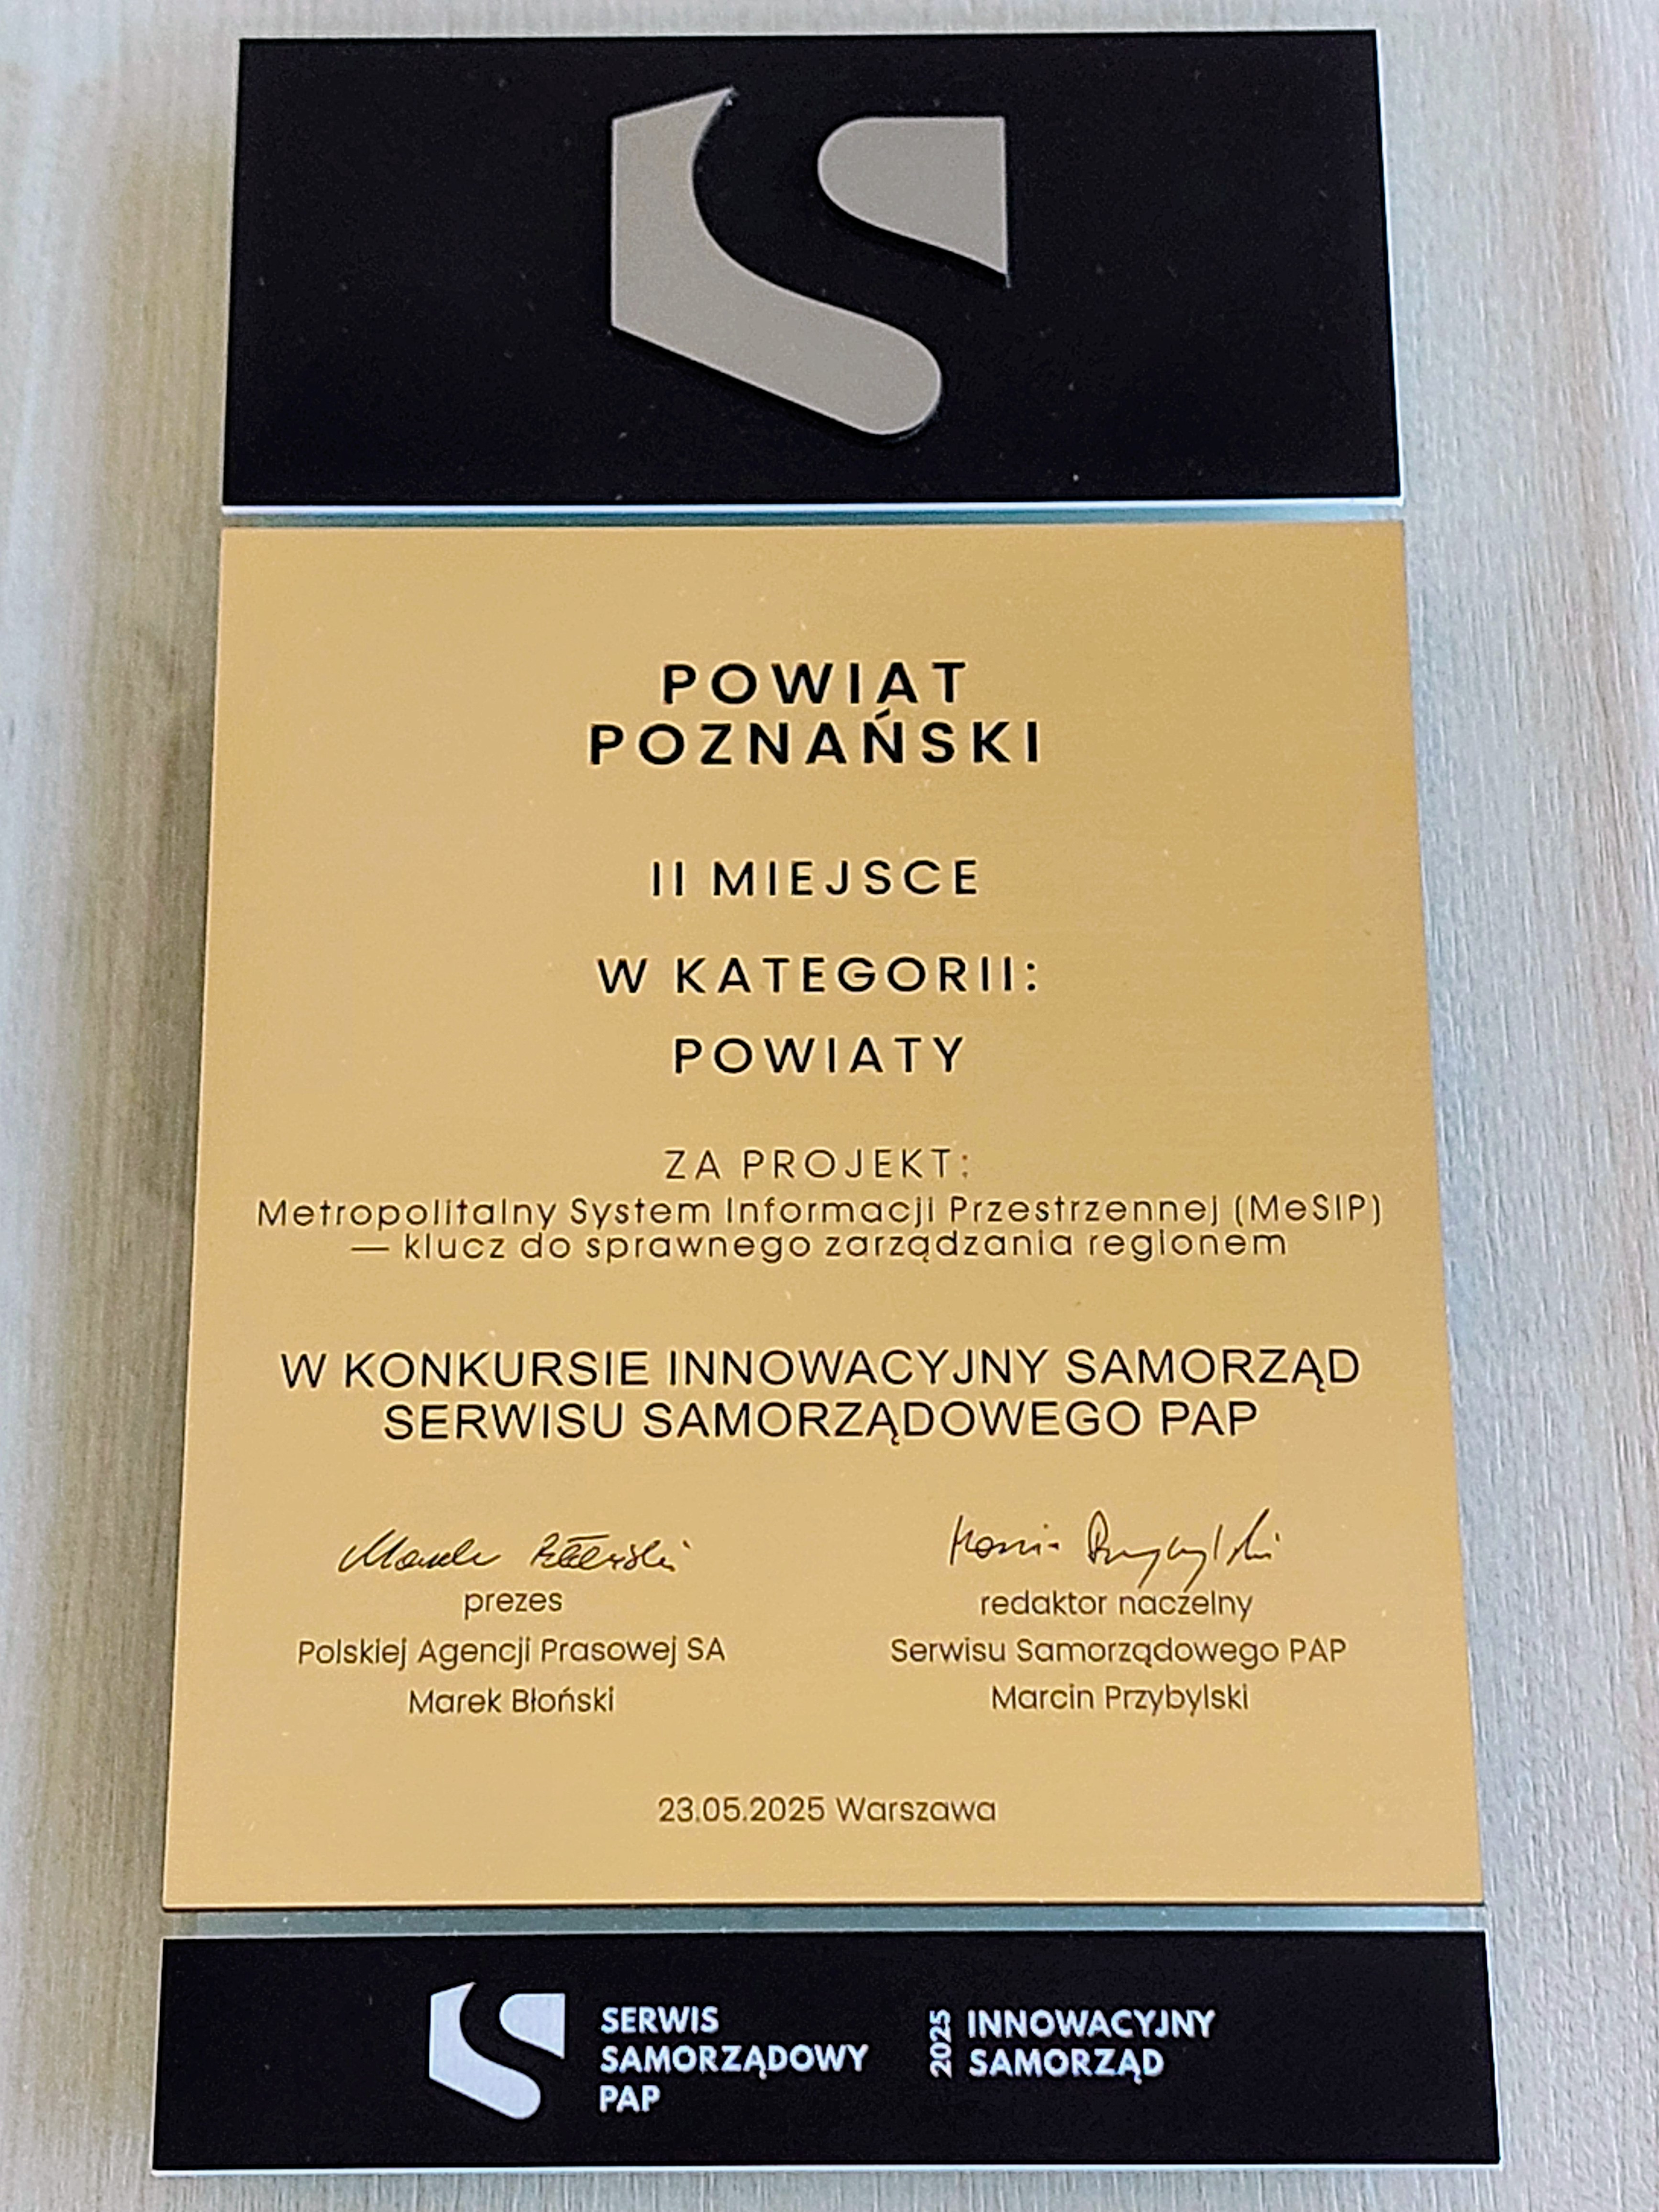 POWIAT
POZNAŃSKI
II MIEJSCE
W KATEGORII:
POWIATY
ZA PROJEKT:
Metropolitalny System Informacji Przestrzennej (MeSIP)
— klucz do sprawnego zarządzania regionem
W KONKURSIE INNOWACYJNY SAMORZĄD
SERWISU SAMORZĄDOWEGO PAP
prezes
Polskiej Agencji Prasowej SA
Marek Błoński
redaktor naczelny
Serwisu Samorządowego PAP
Marcin Przybylski
23.05.2025 Warszawa
SERWIS
SAMORZĄDOWY
PAP
2025
INNOWACYJNY
SAMORZĄD